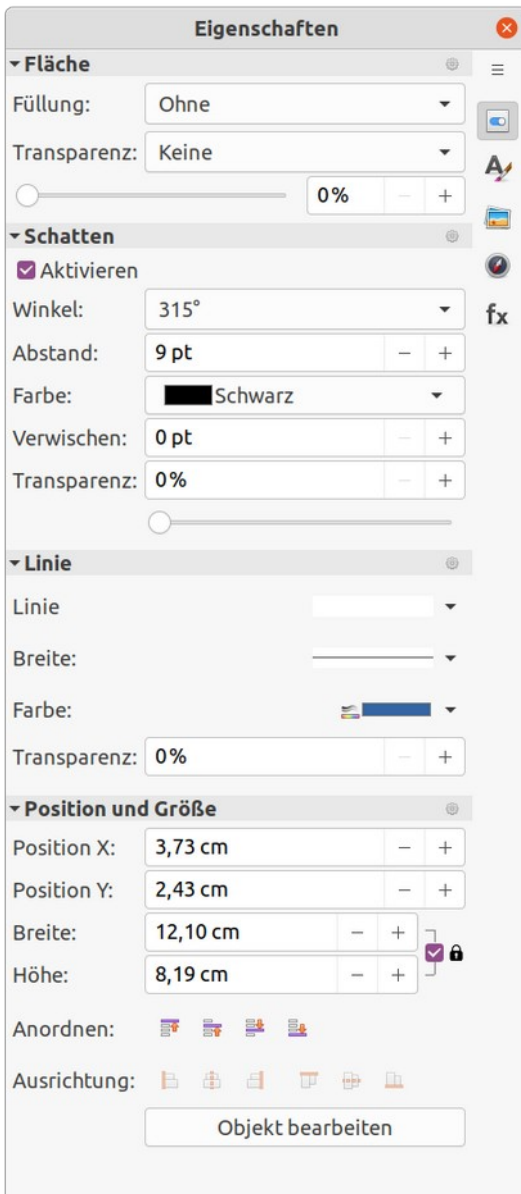 Eigenschaften
Fläche
Füllung: Ohne
Transparenz: Keine
0%
Schatten
Aktivieren
Winkel: 315°
Abstand: 9 pt
Farbe: Schwarz
Verwischen: 0 pt
Transparenz: 0%
Linie
Linie
Breite:
Farbe:
Transparenz: 0%
Position und Größe
Position X: 3,73 cm
Position Y: 2,43 cm
Breite: 12,10 cm
Höhe: 8,19 cm
Anordnen:
Ausrichtung:
Objekt bearbeiten
A
fx